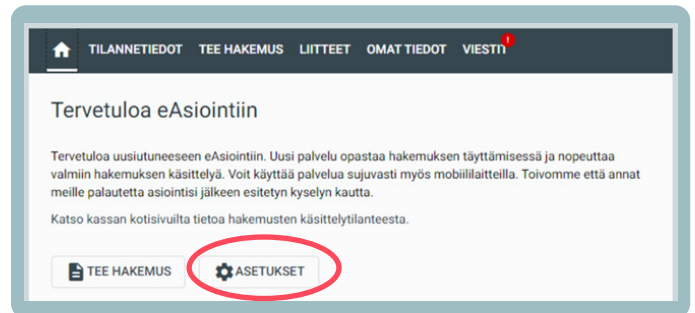 TILANNETIEDOT TEE HAKEMUS LIITTEET OMAT TIEDOT VIESTIT !
Tervetuloa eAsiointiin
Tervetuloa uusiutuneeseen eAsiointiin. Uusi palvelu opastaa hakemuksen täyttämisessä ja nopeuttaa
valmiin hakemuksen käsittelyä. Voit käyttää palvelua sujuvasti myös mobiililaitteilla. Toivomme että annat
meille palautetta asiointisi jälkeen esitetyn kyselyn kautta.
Katso kassan kotisivuilta tietoa hakemusten käsittelytilanteesta.
TEE HAKEMUS ASETUKSET